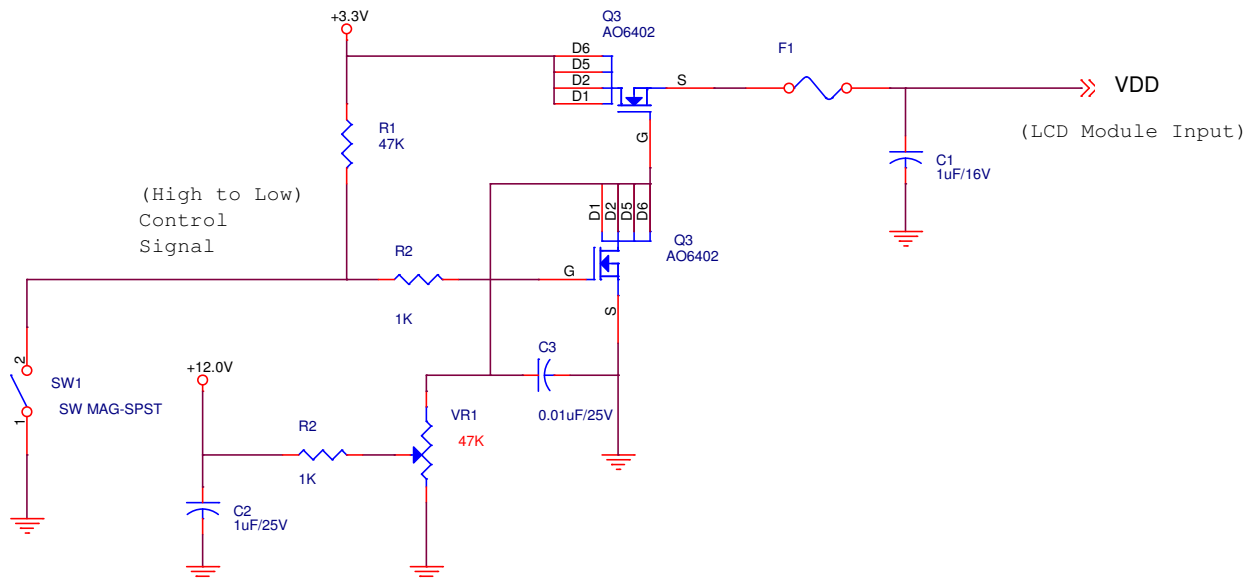 +3.3V
Q3
AO6402
F1
D6
D5
D2
D1
S
VDD
(LCD Module Input)
R1
47K
G
C1
1uF/16V
(High to Low)
Control
Signal
D1
D2
D5
D6
Q3
AO6402
R2
G
1K
S
2
SW1
SW MAG-SPST
1
+12.0V
C3
0.01uF/25V
VR1
47K
R2
1K
C2
1uF/25V